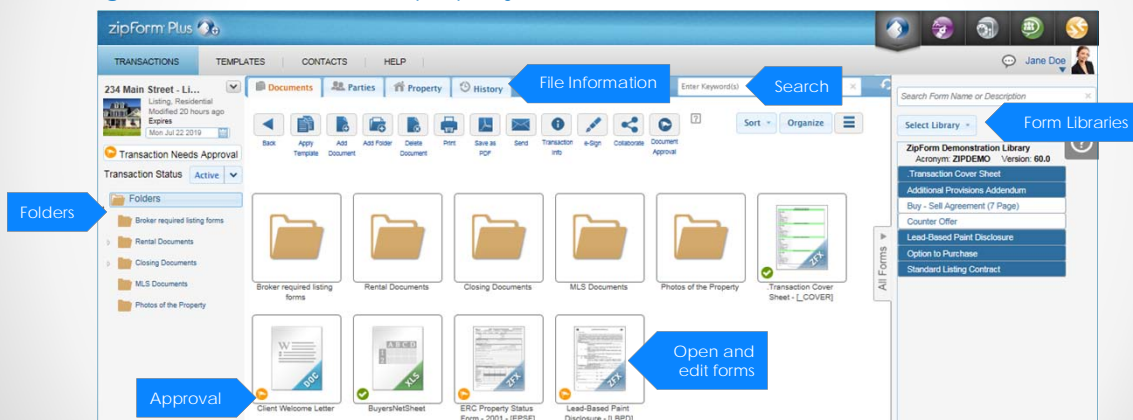 zipForm Plus
TRANSACTIONS TEMPLATES CONTACTS HELP
Jane Doe
234 Main Street - Li...
Listing, Residential
Modified 20 hours ago
Expires
Mon Jul 22 2019
Transaction Needs Approval
Transaction Status Active
Folders
Broker required listing forms
Rental Documents
Closing Documents
MLS Documents
Photos of the Property
Folders
Documents Parties Property History
File Information
Enter Keyword(s)
Search
Back
Apply Template
Add Document
Add Folder
Delete Document
Print
Save as PDF
Send
Transaction Info
e-Sign
Collaborate
Document Approval
?
Sort Organize
Broker required listing forms
Rental Documents
Closing Documents
MLS Documents
Photos of the Property
ZFX
.Transaction Cover Sheet - [_COVER]
W
DOC
Client Welcome Letter
A B C D
1
2
XLS
BuyersNetSheet
ZFX
ERC Property Status
Form - 2001 - [EPSF]
ZFX
Lead-Based Paint
Disclosure - [LBPD]
Approval
Open and
edit forms
All Forms
Search Form Name or Description
Select Library
Form Libraries
?
ZipForm Demonstration Library
Acronym: ZIPDEMO Version: 60.0
.Transaction Cover Sheet
Additional Provisions Addendum
Buy - Sell Agreement (7 Page)
Counter Offer
Lead-Based Paint Disclosure
Option to Purchase
Standard Listing Contract